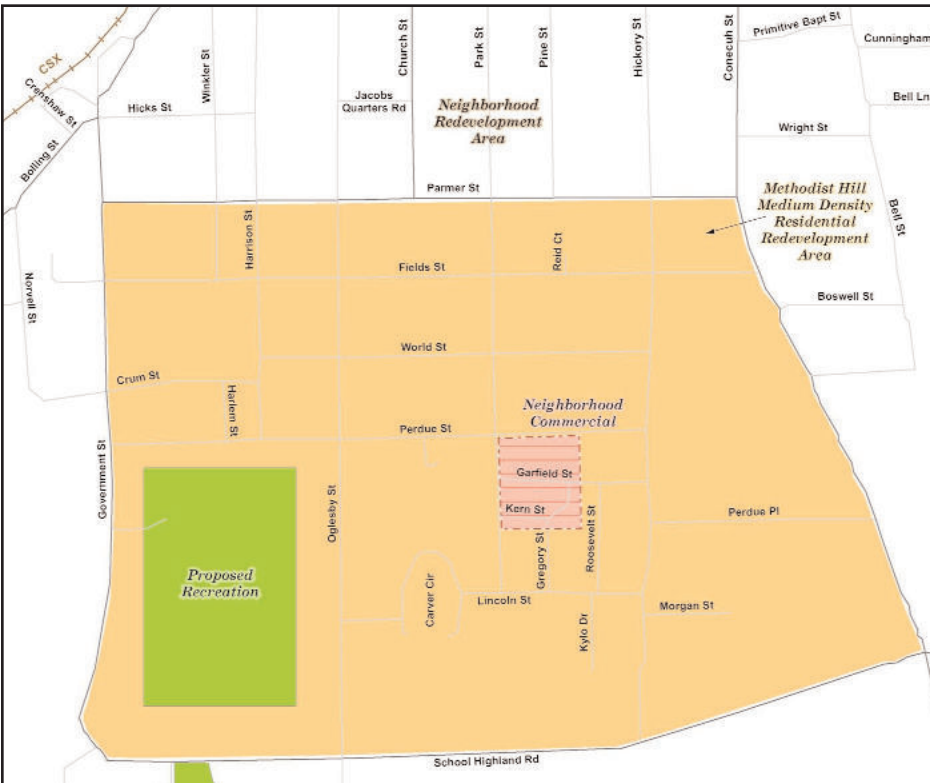 Primitive Bapt St
Cunningham
CSX
Crenshaw St
Winkler St
Church St
Park St
Pine St
Hickory St
Conecuh St
Bell Ln
Hicks St
Jacobs
Quarters Rd
Neighborhood
Redevelopment
Area
Wright St
Bolling St
Parmer St
Methodist Hill
Medium Density
Residential
Redevelopment
Area
Bell St
Harrison St
Reid Ct
Fields St
Norvell St
Boswell St
World St
Crum St
Harlem St
Neighborhood
Commercial
Perdue St
Government St
Oglesby St
Garfield St
Kern St
Gregory St
Roosevelt St
Perdue Pl
Proposed
Recreation
Carver Cir
Lincoln St
Morgan St
Kylo Dr
School Highland Rd